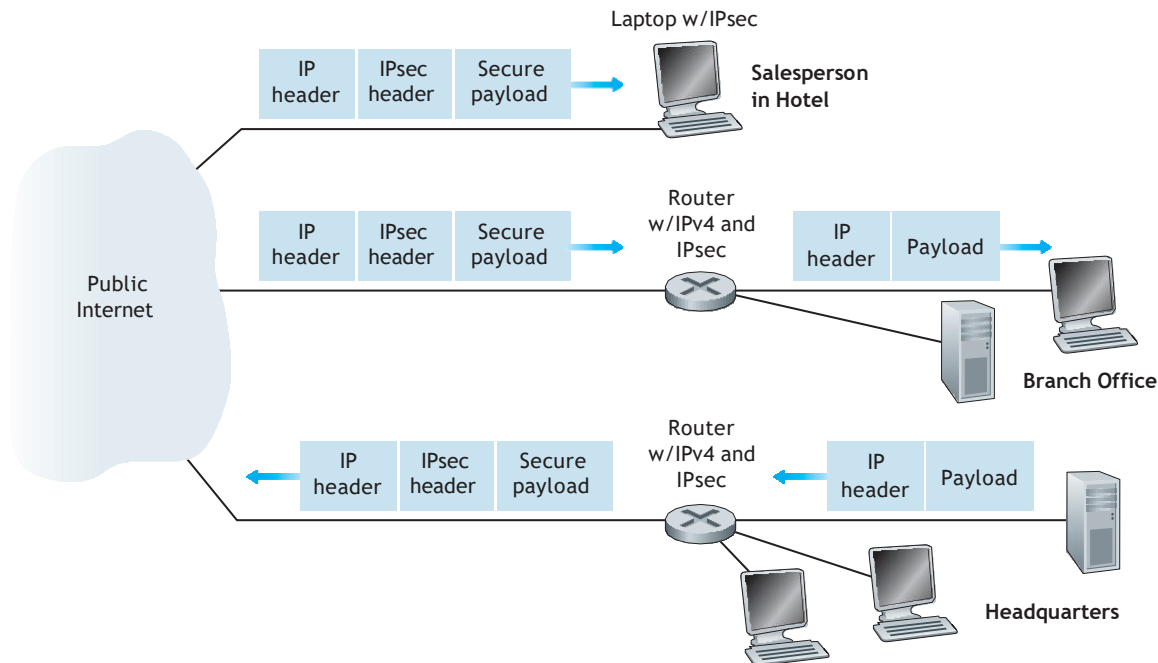 Laptop w/IPsec
IP
header
IPsec
header
Secure
payload
Salesperson
in Hotel
Public
Internet
IP
header
IPsec
header
Secure
payload
Router
w/IPv4 and
IPsec
IP
header
Payload
Branch Office
IP
header
IPsec
header
Secure
payload
Router
w/IPv4 and
IPsec
IP
header
Payload
Headquarters